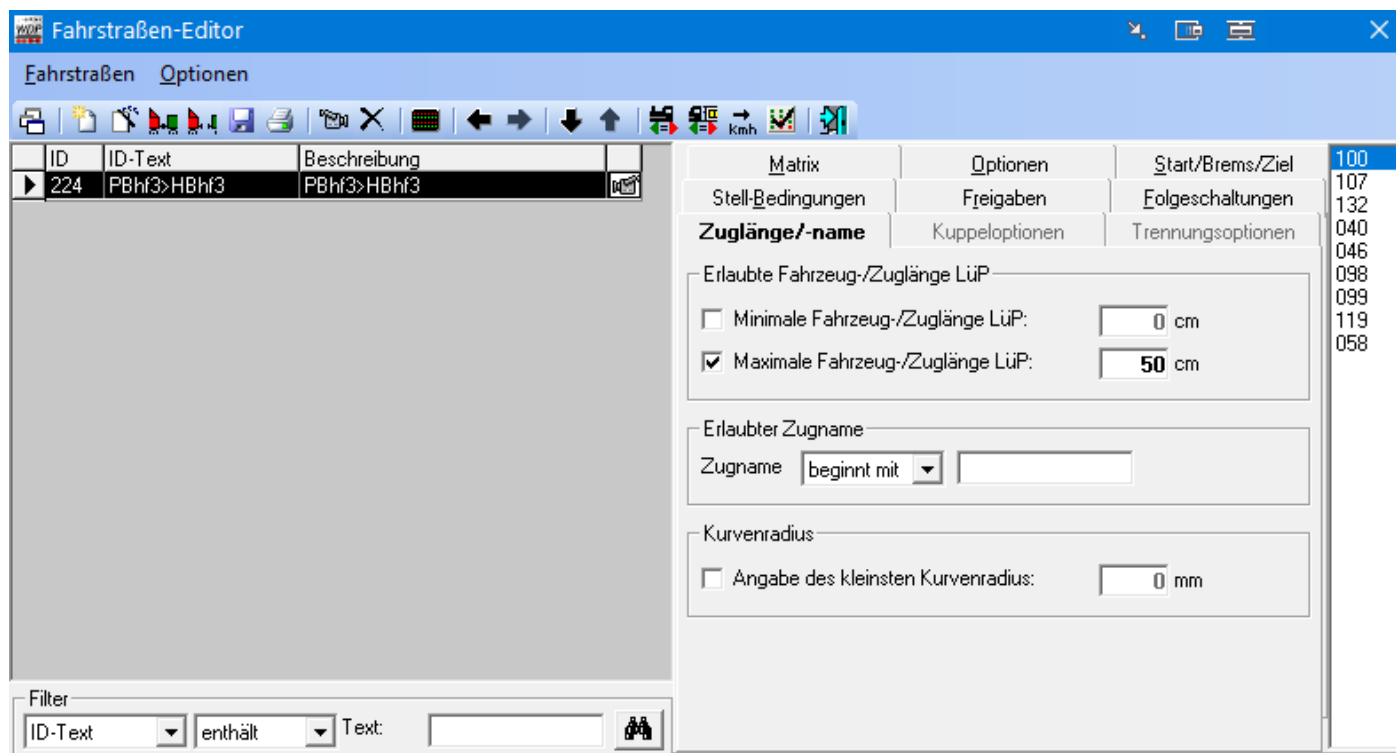 Fahrstraßen-Editor
Fahrstraßen Optionen
kmh
ID ID-Text Beschreibung
224 PBhf3>HBhf3 PBhf3>HBhf3
Matrix Optionen Start/Brems/Ziel
Stell-Bedingungen Freigaben Folgeschaltungen
Zuglänge/-name Kuppeloptionen Trennungsoptionen
Erlaubte Fahrzeug-/Zuglänge LüP
Minimale Fahrzeug-/Zuglänge LüP: 0 cm
Maximale Fahrzeug-/Zuglänge LüP: 50 cm
Erlaubter Zugname
Zugname beginnt mit
Kurvenradius
Angabe des kleinsten Kurvenradius: 0 mm
100
107
132
040
046
098
099
119
058
Filter
ID-Text enthält Text: